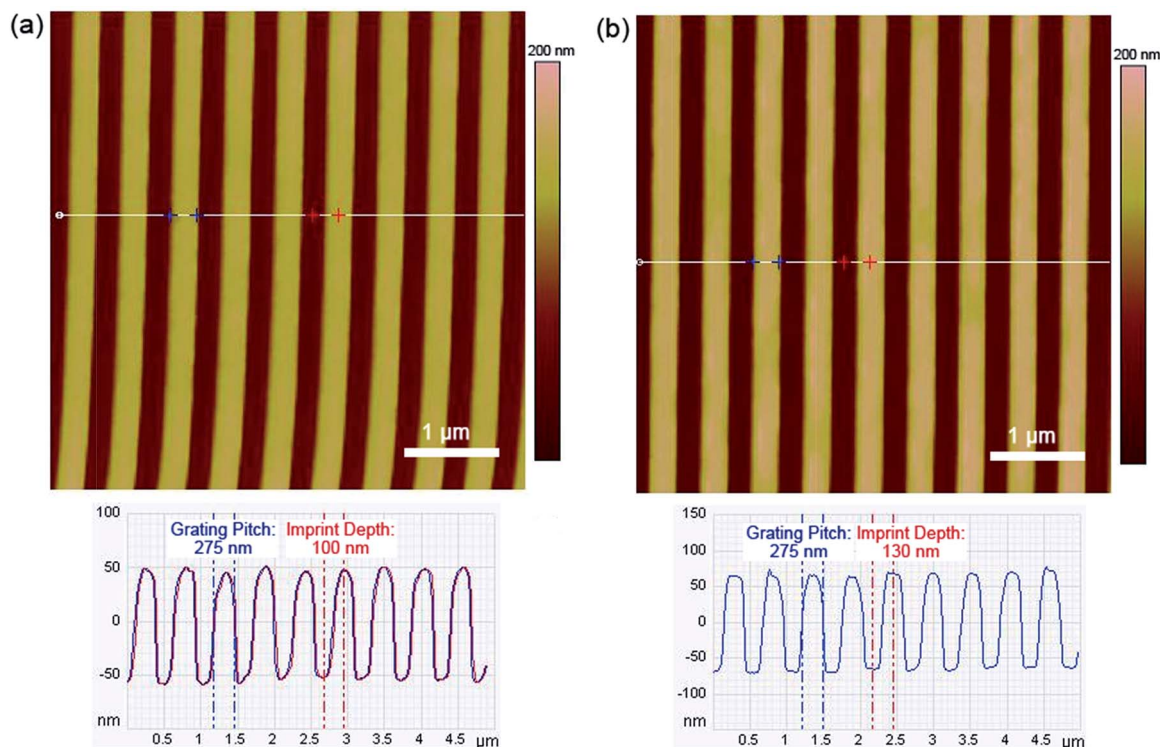 (a)
200 nm
1 μm
100
50
0
-50
nm
Grating Pitch:
275 nm
Imprint Depth:
100 nm
0.5 1 1.5 2 2.5 3 3.5 4 4.5 μm
(b)
200 nm
1 μm
150
100
50
0
-50
-100
nm
Grating Pitch:
275 nm
Imprint Depth:
130 nm
0.5 1 1.5 2 2.5 3 3.5 4 4.5 μm